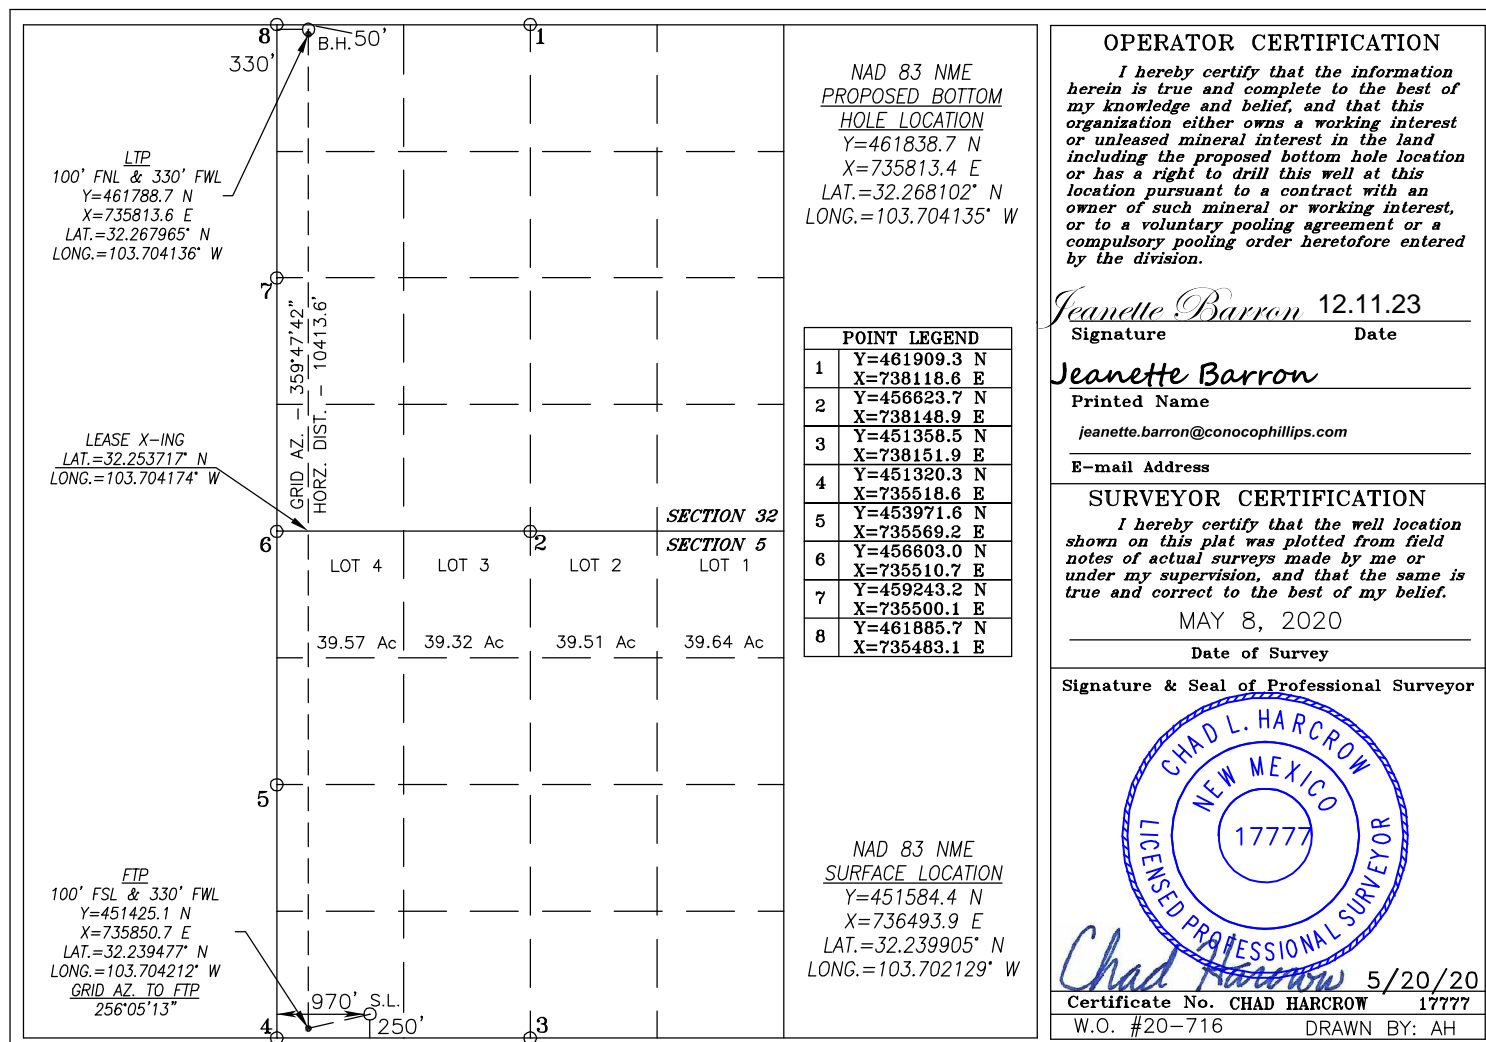 8
B.H.
50'
1
330'
LTP
100' FNL & 330' FWL
Y=461788.7 N
X=735813.6 E
LAT.=32.267965° N
LONG.=103.704136° W
7
GRID AZ. - 359°47'42"
HORZ. DIST. - 10413.6'
LEASE X-ING
LAT.=32.253717° N
LONG.=103.704174° W
6
2
SECTION 32
SECTION 5
LOT 4
LOT 3
LOT 2
LOT 1
39.57 Ac
39.32 Ac
39.51 Ac
39.64 Ac
5
FTP
100' FSL & 330' FWL
Y=451425.1 N
X=735850.7 E
LAT.=32.239477° N
LONG.=103.704212° W
GRID AZ. TO FTP
256°05'13"
970'
S.L.
250'
4
3
NAD 83 NME
PROPOSED BOTTOM
HOLE LOCATION
Y=461838.7 N
X=735813.4 E
LAT.=32.268102° N
LONG.=103.704135° W
POINT LEGEND
1 Y=461909.3 N
X=738118.6 E
2 Y=456623.7 N
X=738148.9 E
3 Y=451358.5 N
X=738151.9 E
4 Y=451320.3 N
X=735518.6 E
5 Y=453971.6 N
X=735569.2 E
6 Y=456603.0 N
X=735510.7 E
7 Y=459243.2 N
X=735500.1 E
8 Y=461885.7 N
X=735483.1 E
NAD 83 NME
SURFACE LOCATION
Y=451584.4 N
X=736493.9 E
LAT.=32.239905° N
LONG.=103.702129° W
OPERATOR CERTIFICATION
I hereby certify that the information
herein is true and complete to the best of
my knowledge and belief, and that this
organization either owns a working interest
or unleased mineral interest in the land
including the proposed bottom hole location
or has a right to drill this well at this
location pursuant to a contract with an
owner of such mineral or working interest,
or to a voluntary pooling agreement or a
compulsory pooling order heretofore entered
by the division.
Jeanette Barron 12.11.23
Signature Date
Jeanette Barron
Printed Name
jeanette.barron@conocophillips.com
E-mail Address
SURVEYOR CERTIFICATION
I hereby certify that the well location
shown on this plat was plotted from field
notes of actual surveys made by me or
under my supervision, and that the same is
true and correct to the best of my belief.
MAY 8, 2020
Date of Survey
Signature & Seal of Professional Surveyor
CHAD L. HARCROW
NEW MEXICO
17777
LICENSED PROFESSIONAL SURVEYOR
Chad Harcrow 5/20/20
Certificate No. CHAD HARCROW 17777
W.O. #20-716 DRAWN BY: AH